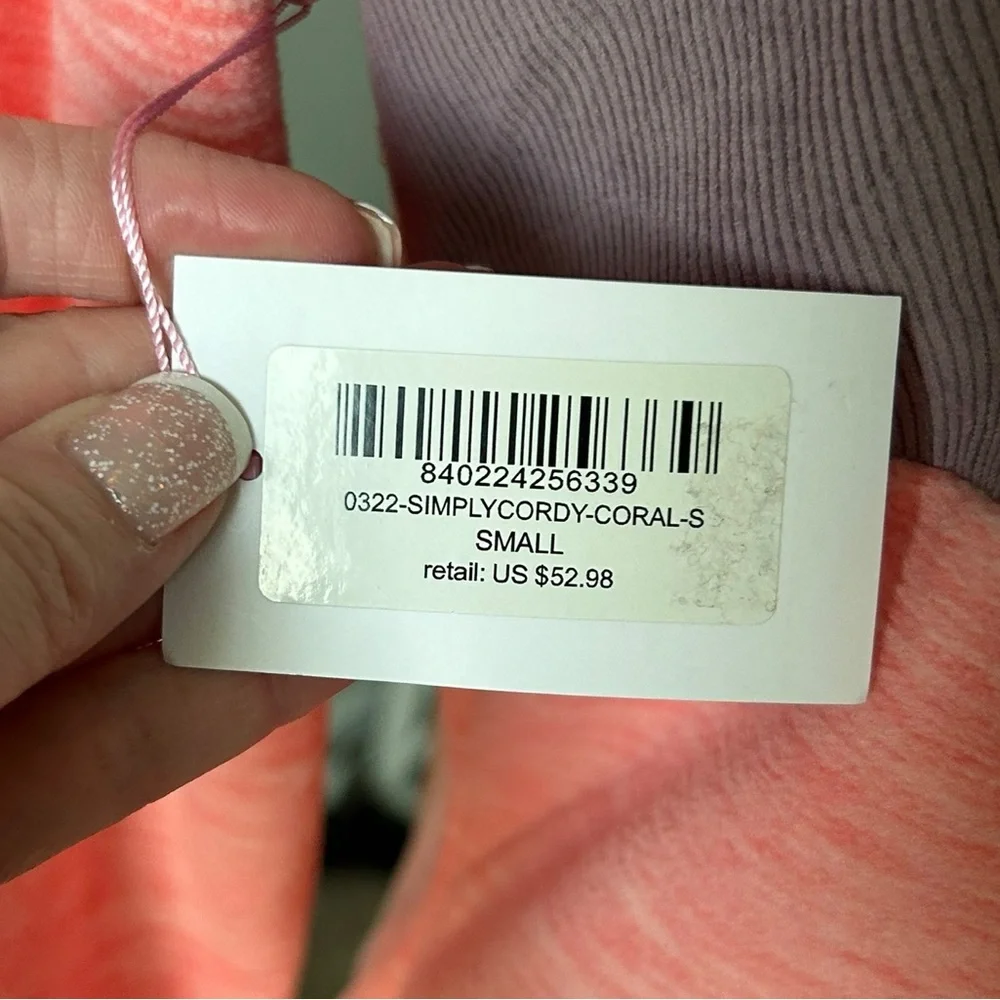 840224256339
0322-SIMPLYCORDY-CORAL-S
SMALL
retail: US $52.98